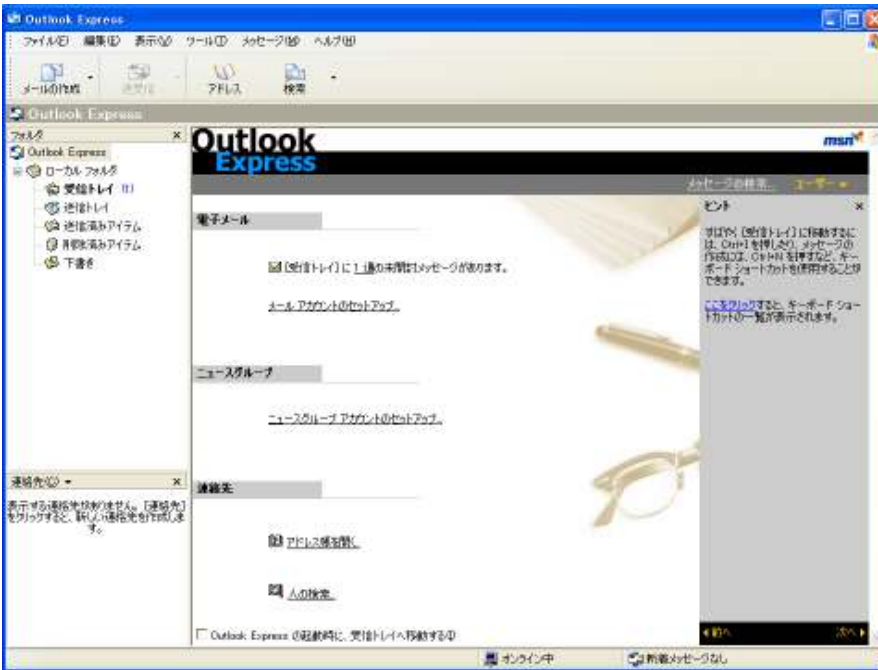 Outlook Express
ファイル(F) 編集(E) 表示(V) ツール(T) メッセージ(M) ヘルプ(H)
メールの作成 送受信 アドレス 検索
Outlook Express
フォルダ ×
Outlook Express
ローカル フォルダ
受信トレイ (1)
送信トレイ
送信済みアイテム
削除済みアイテム
下書き
連絡先(C) ×
表示する連絡先はありません。 [連絡先]
をクリックすると、新しい連絡先を作成しま
す。
Outlook
Express
msn
メッセージの検索... ユーザー
電子メール
[受信トレイ] に 1 通の未開封メッセージがあります。
メール アカウントのセットアップ...
ニュースグループ
ニュースグループ アカウントのセットアップ...
連絡先
アドレス帳を開く...
人の検索...
Outlook Express の起動時に、受信トレイへ移動する(I)
ヒント ×
すばやく [受信トレイ] に移動するに
は、Ctrl+I を押したり、メッセージの
作成には、Ctrl+N を押すなど、キー
ボード ショートカットを使用することが
できます。
ここをクリックすると、キーボード ショー
トカットの一覧が表示されます。
前へ 次へ
オンライン中 新着メッセージなし